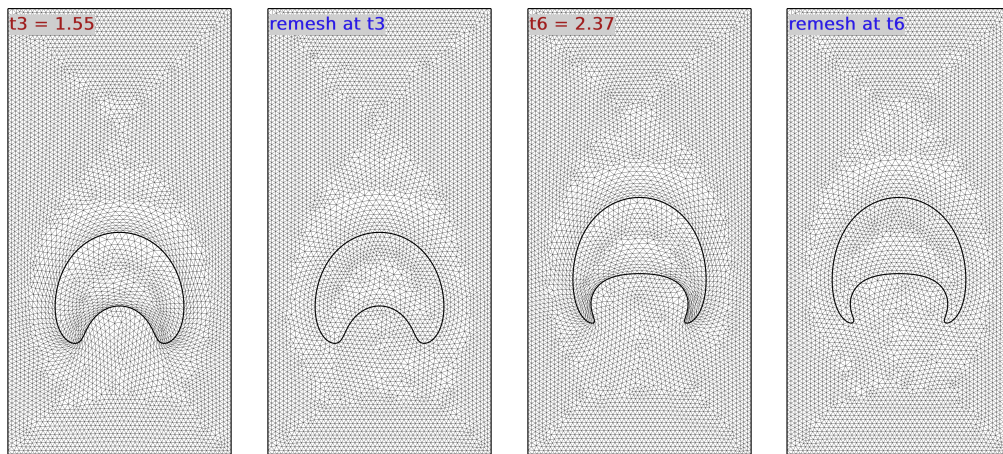 t3 = 1.55
remesh at t3
t6 = 2.37
remesh at t6